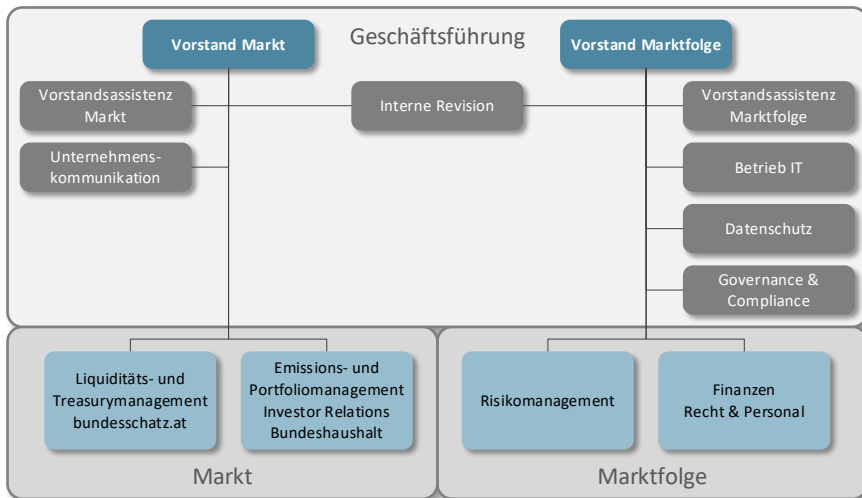 Geschäftsführung
Vorstand Markt
Vorstand Marktfolge
Vorstandsassistenz
Markt
Interne Revision
Vorstandsassistenz
Marktfolge
Unternehmens-
kommunikation
Betrieb IT
Datenschutz
Governance &
Compliance
Liquiditäts- und
Treasurymanagement
bundesschatz.at
Emissions- und
Portfoliomanagement
Investor Relations
Bundeshaushalt
Risikomanagement
Finanzen
Recht & Personal
Markt
Marktfolge